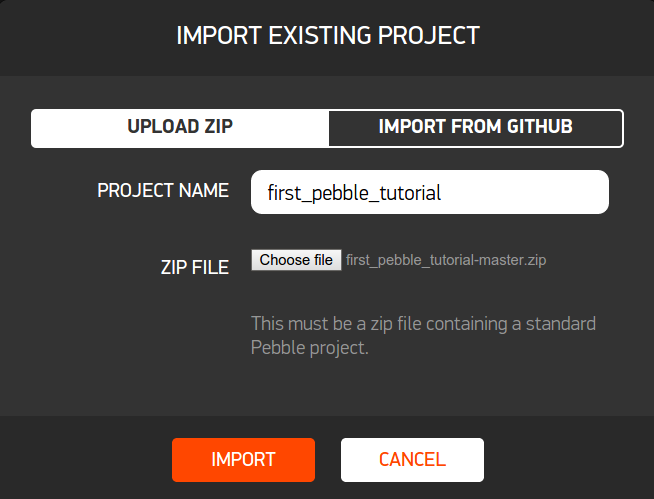 IMPORT EXISTING PROJECT
UPLOAD ZIP
IMPORT FROM GITHUB
PROJECT NAME
first_pebble_tutorial
ZIP FILE
Choose file first_pebble_tutorial-master.zip
This must be a zip file containing a standard
Pebble project.
IMPORT
CANCEL